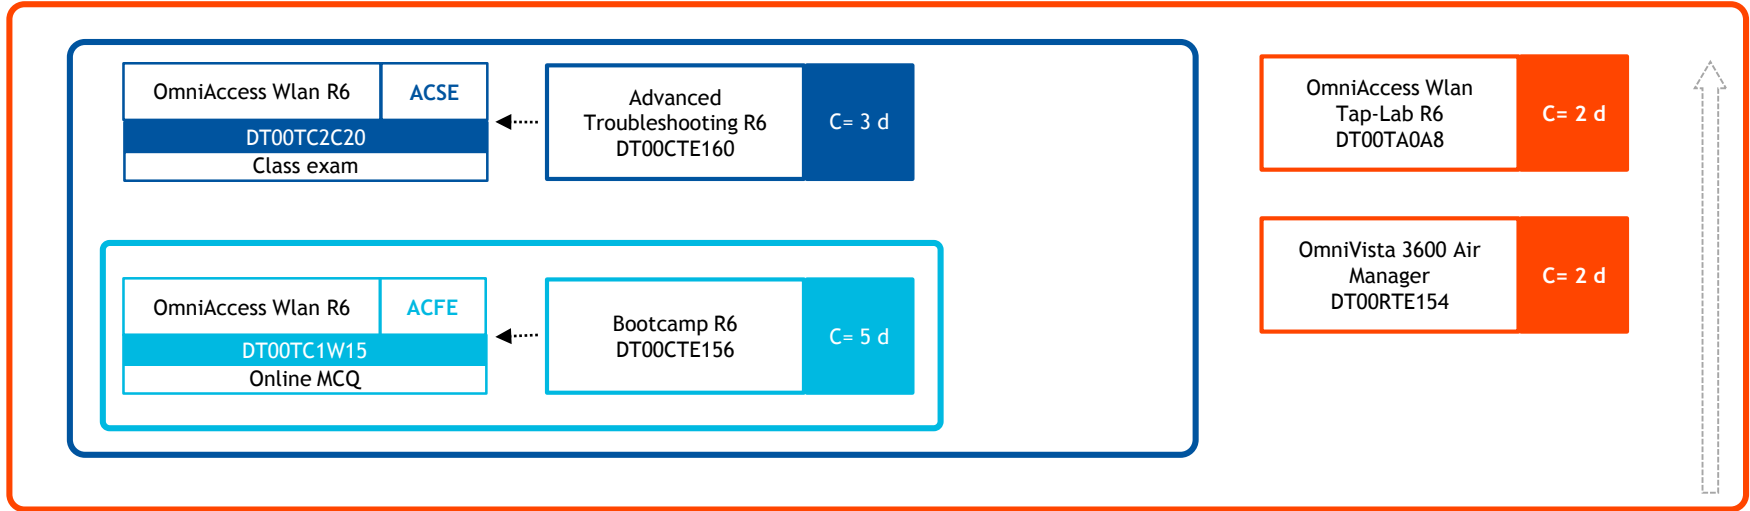 OmniAccess Wlan R6
ACSE
DT00TC2C20
Class exam
Advanced
Troubleshooting R6
DT00CTE160
C= 3 d
OmniAccess Wlan
Tap-Lab R6
DT00TA0A8
C= 2 d
OmniVista 3600 Air
Manager
DT00RTE154
C= 2 d
OmniAccess Wlan R6
ACFE
DT00TC1W15
Online MCQ
Bootcamp R6
DT00CTE156
C= 5 d